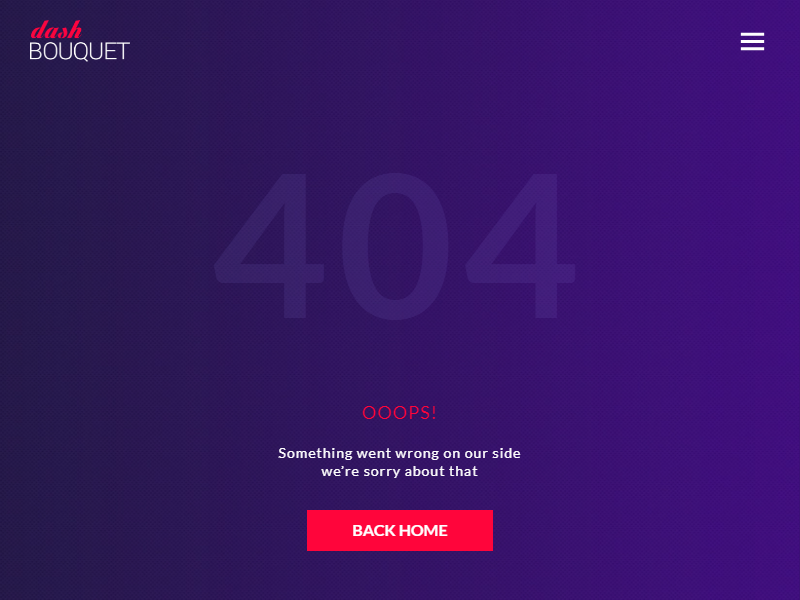 dash
BOUQUET
404
OOOPS!
Something went wrong on our side
we're sorry about that
BACK HOME